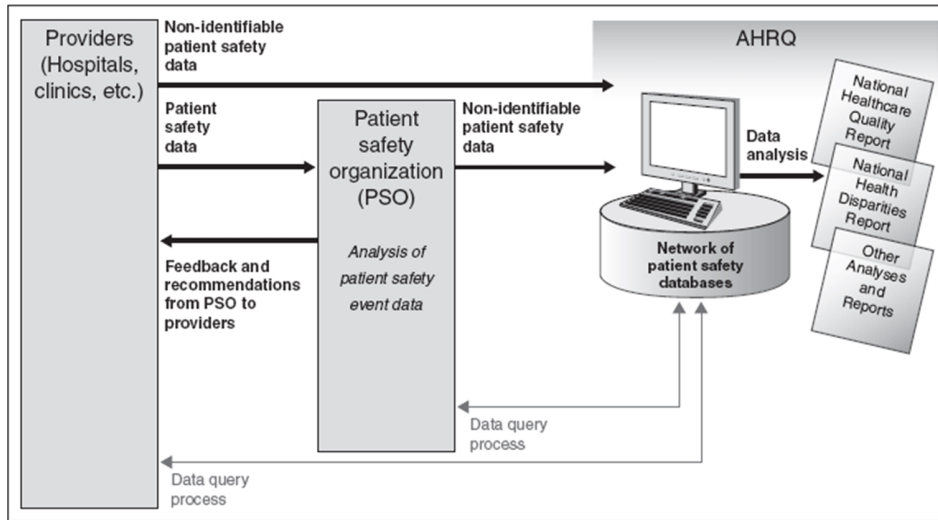 Providers
(Hospitals,
clinics, etc.)
Non-identifiable
patient safety
data
Patient
safety
data
Feedback and
recommendations
from PSO to
providers
Patient
safety
organization
(PSO)
Analysis of
patient safety
event data
Non-identifiable
patient safety
data
AHRQ
Network of
patient safety
databases
Data
analysis
National
Healthcare
Quality
Report
National
Health
Disparities
Report
Other
Analyses
and
Reports
Data query
process
Data query
process